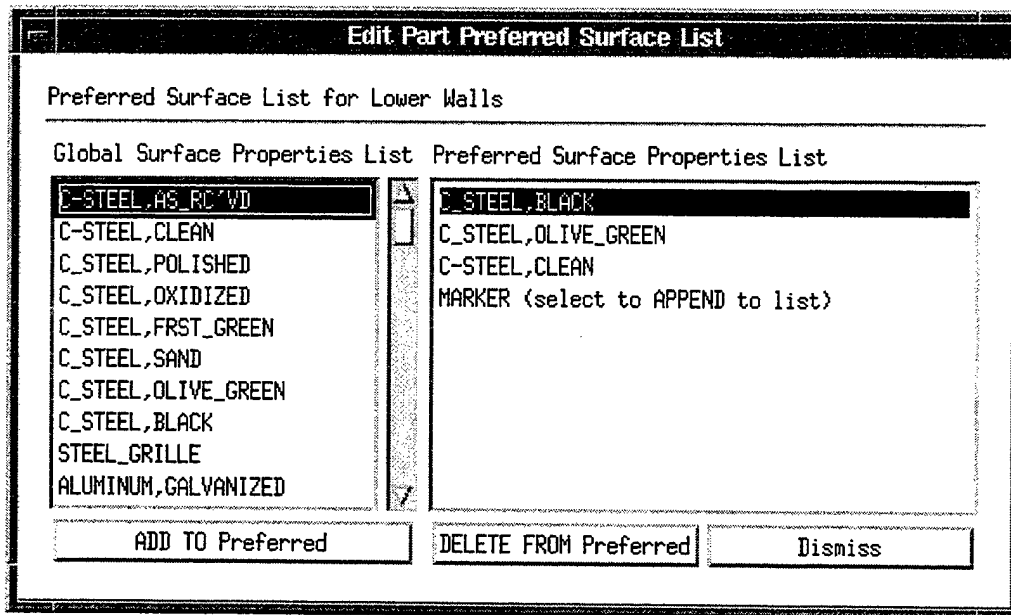 Edit Part Preferred Surface List
Preferred Surface List for Lower Walls
Global Surface Properties List
C-STEEL,AS_RC'VD
C-STEEL,CLEAN
C_STEEL,POLISHED
C_STEEL,OXIDIZED
C_STEEL,FRST_GREEN
C_STEEL,SAND
C_STEEL,OLIVE_GREEN
C_STEEL,BLACK
STEEL_GRILLE
ALUMINUM,GALVANIZED
ADD TO Preferred
Preferred Surface Properties List
C_STEEL,BLACK
C_STEEL,OLIVE_GREEN
C-STEEL,CLEAN
MARKER (select to APPEND to list)
DELETE FROM Preferred
Dismiss